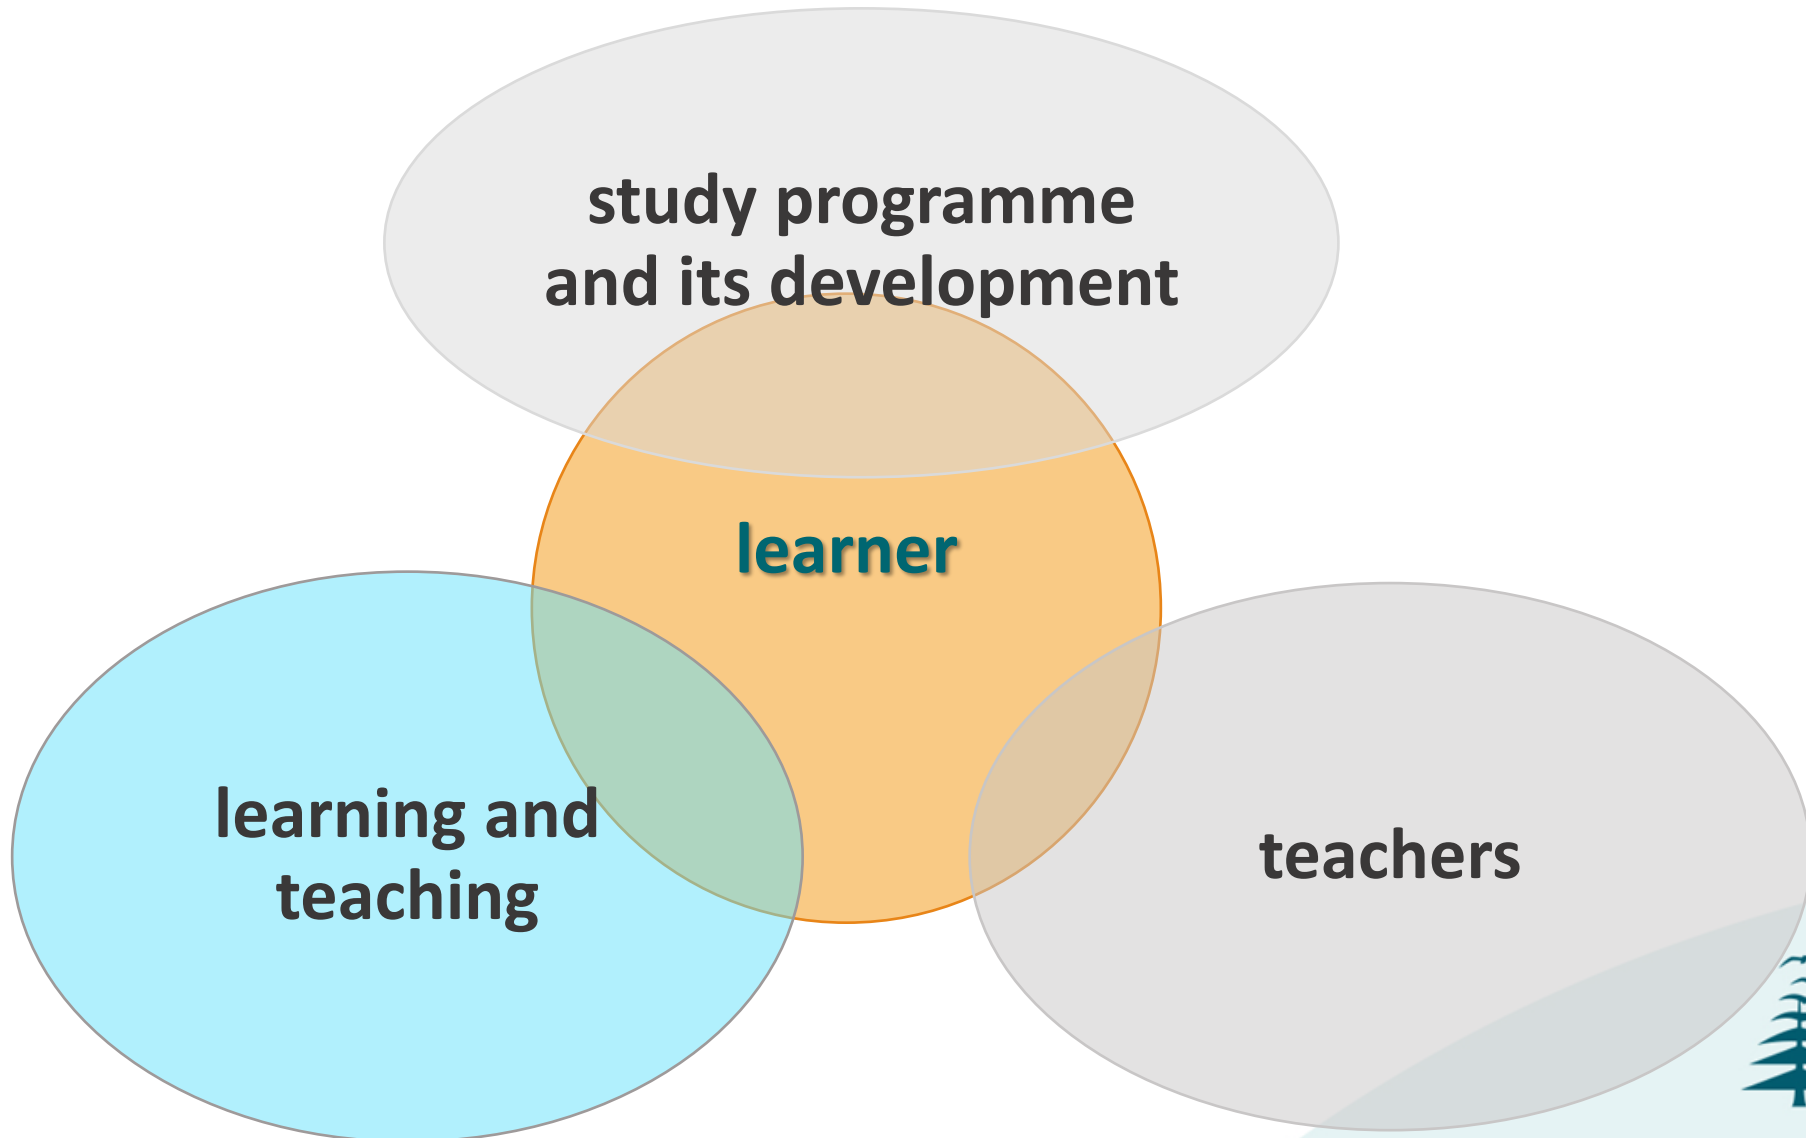 study programme
and its development
learner
learning and
teaching
teachers